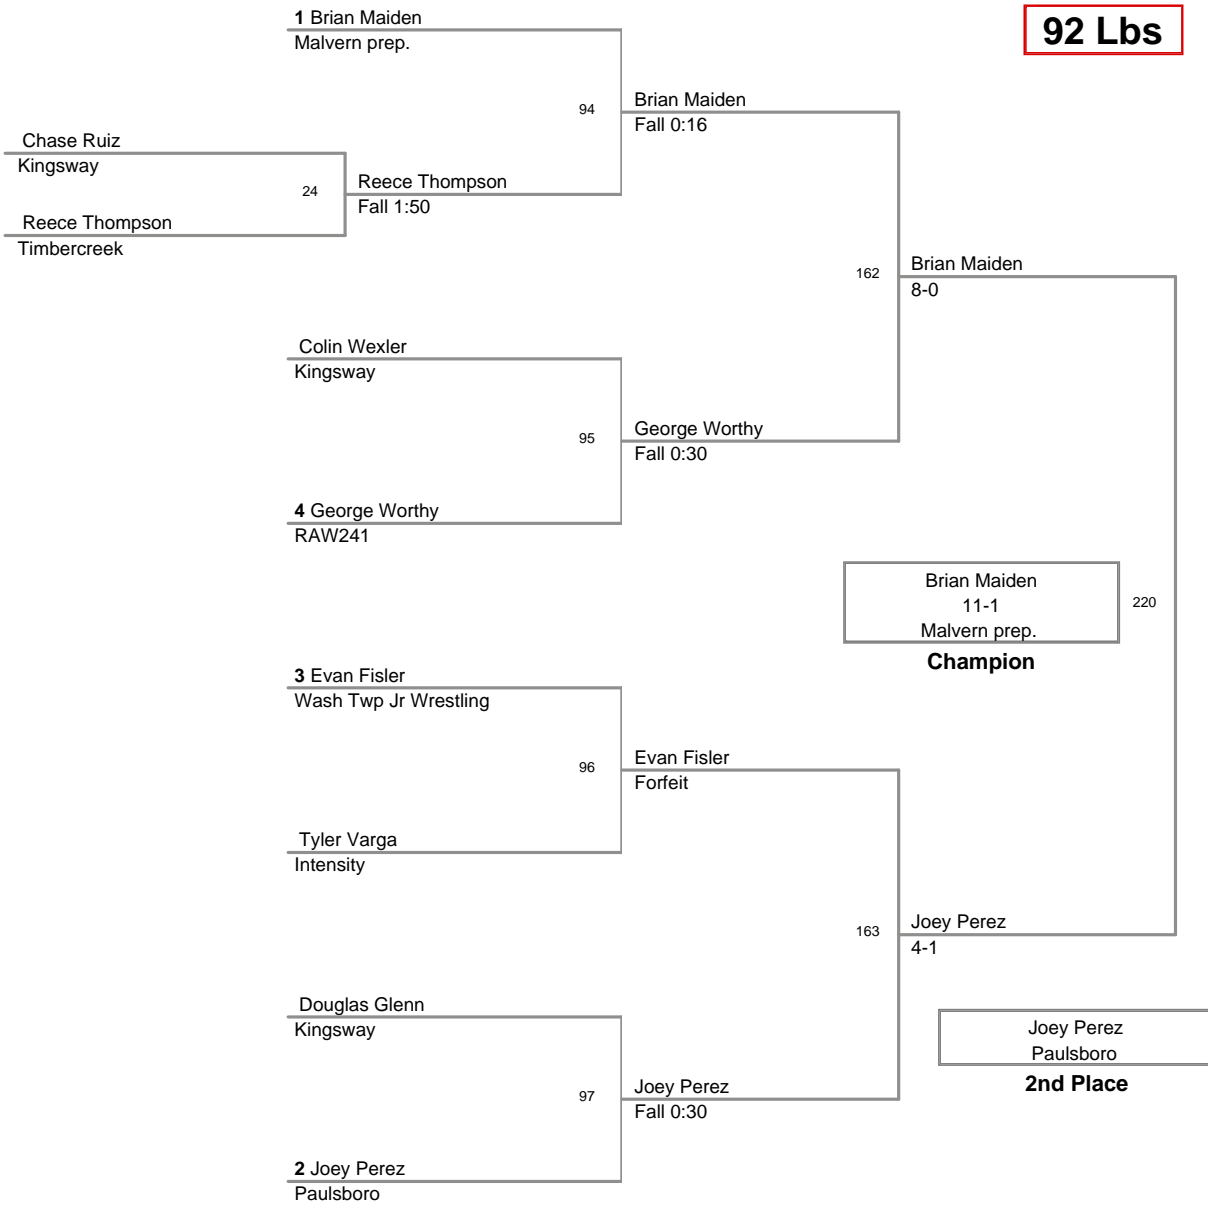 1 Brian Maiden
Malvern prep.
92 Lbs
94
Brian Maiden
Fall 0:16
Chase Ruiz
Kingsway
24
Reece Thompson
Fall 1:50
Reece Thompson
Timbercreek
162
Brian Maiden
8-0
Colin Wexler
Kingsway
95
George Worthy
Fall 0:30
4 George Worthy
RAW241
Brian Maiden
11-1
Malvern prep.
Champion
220
3 Evan Fisler
Wash Twp Jr Wrestling
96
Evan Fisler
Forfeit
Tyler Varga
Intensity
163
Joey Perez
4-1
Douglas Glenn
Kingsway
Joey Perez
Paulsboro
2nd Place
97
Joey Perez
Fall 0:30
2 Joey Perez
Paulsboro